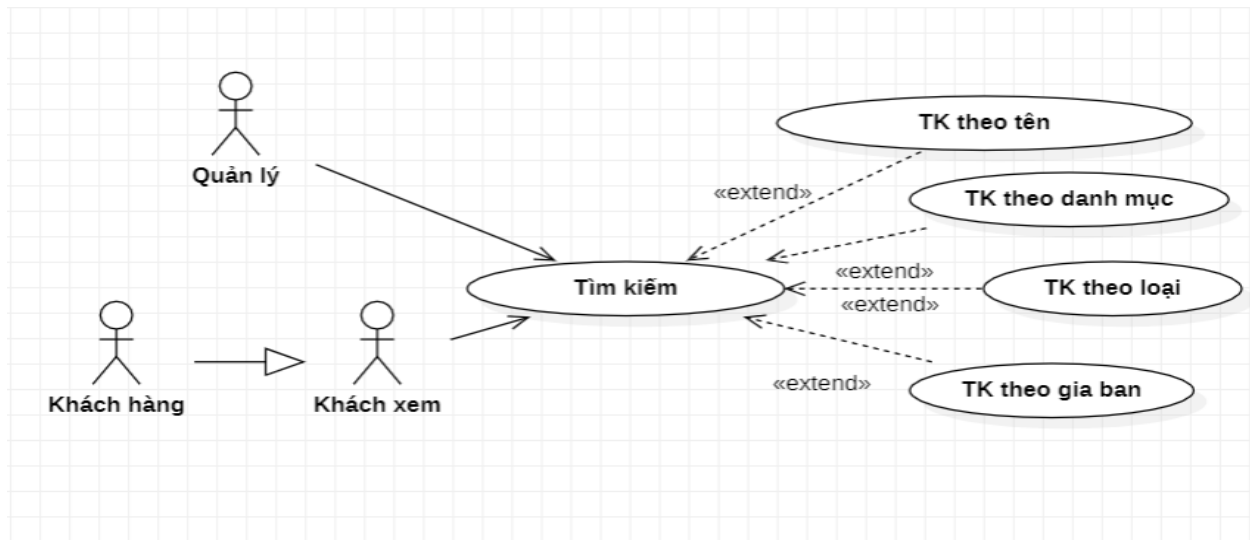 Quản lý
Khách hàng
Khách xem
Tìm kiếm
TK theo tên
«extend»
TK theo danh mục
«extend»
TK theo loại
«extend»
TK theo gia ban
«extend»